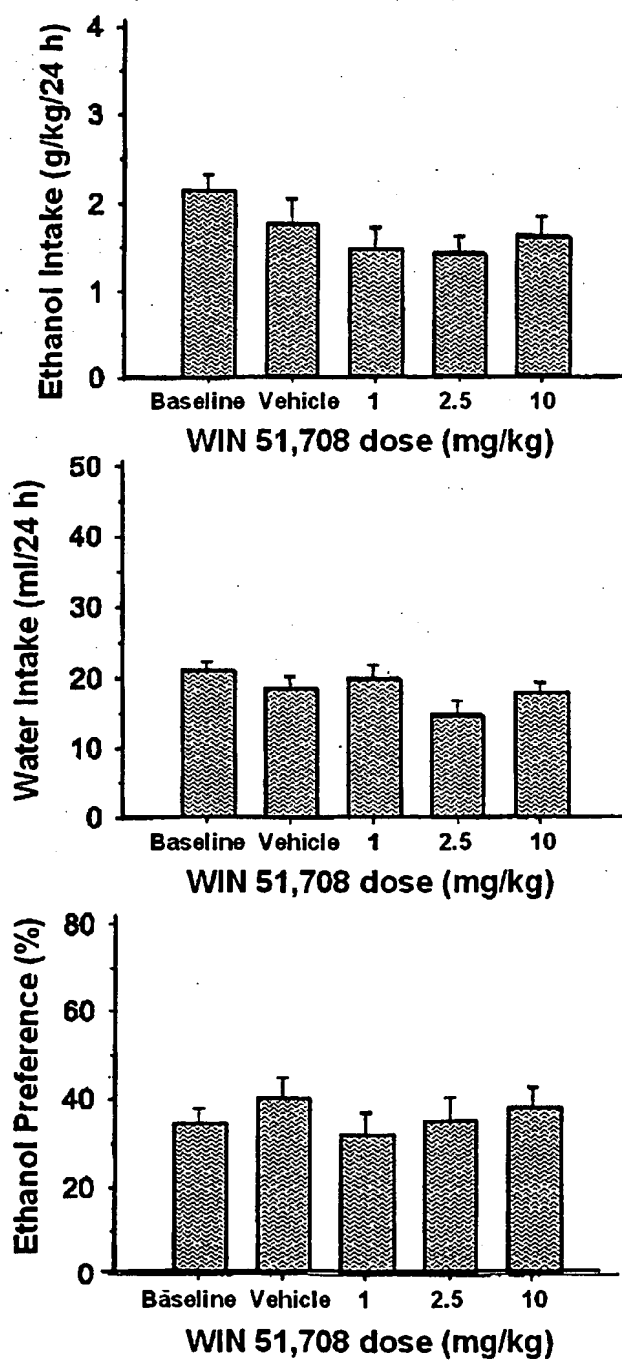 Ethanol Intake (g/kg/24 h)
4
3
2
1
0
Baseline Vehicle 1 2.5 10
WIN 51,708 dose (mg/kg)
Water Intake (ml/24 h)
50
40
30
20
10
0
Baseline Vehicle 1 2.5 10
WIN 51,708 dose (mg/kg)
Ethanol Preference (%)
80
60
40
20
0
Baseline Vehicle 1 2.5 10
WIN 51,708 dose (mg/kg)